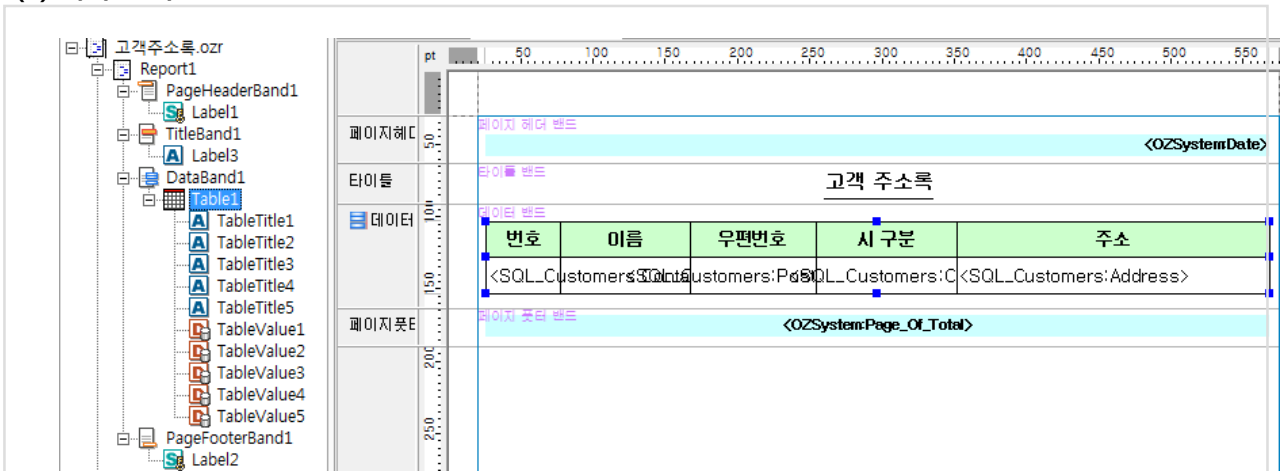 고객주소록.ozr
Report1
PageHeaderBand1
Label1
TitleBand1
Label3
DataBand1
Table1
TableTitle1
TableTitle2
TableTitle3
TableTitle4
TableTitle5
TableValue1
TableValue2
TableValue3
TableValue4
TableValue5
PageFooterBand1
Label2
pt 50 100 150 200 250 300 350 400 450 500 550
페이지헤더 50 페이지 헤더 밴드
<OZSystem:Date>
타이틀 타이틀 밴드
고객 주소록
데이터 100 데이터 밴드
번호 이름 우편번호 시 구분 주소
150 <SQL_Customers: <SQL_Customers:Post <SQL_Customers:C <SQL_Customers:Address>
페이지풋터 페이지 풋터 밴드
<OZSystem:Page_Of_Total>
200
250